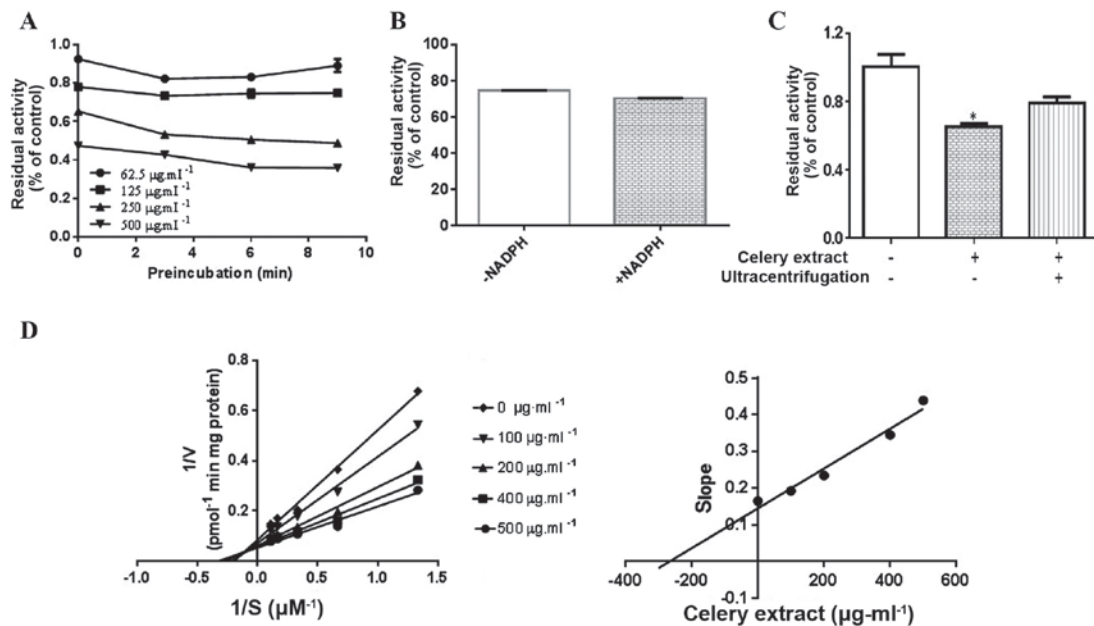 A
Residual activity
(% of control)
1.0
0.8
0.6
0.4
0.2
0.0
62.5 µg.ml⁻¹
125 µg.ml⁻¹
250 µg.ml⁻¹
500 µg.ml⁻¹
0 2 4 6 8 10
Preincubation (min)
B
Residual activity
(% of control)
100
80
60
40
20
0
-NADPH
+NADPH
C
Residual activity
(% of control)
1.2
0.8
0.4
0.0
*
Celery extract - + +
Ultracentrifugation - - +
D
1/V
(pmol⁻¹ min mg protein)
0.8
0.6
0.4
0.2
-1.0 -0.5 0.0 0.5 1.0 1.5
1/S (µM⁻¹)
0 µg·ml⁻¹
100 µg·ml⁻¹
200 µg.ml⁻¹
400 µg.ml⁻¹
500 µg.ml⁻¹
Slope
0.5
0.4
0.3
0.2
0.1
-0.1
-400 -200 0 200 400 600
Celery extract (µg-ml⁻¹)